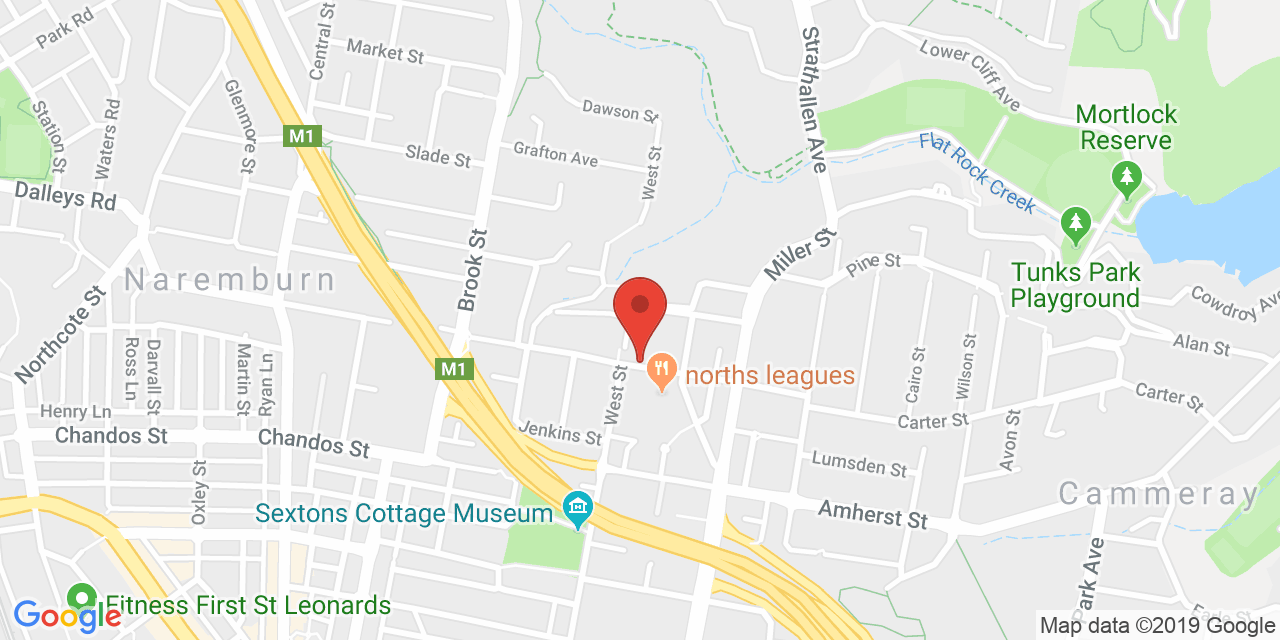 Park Rd
Central St
Market St
Strathallen Ave
Lower Cliff Ave
Station St
Waters Rd
Glenmore St
M1
Dawson St
Slade St
Grafton Ave
West St
Mortlock
Reserve
Flat Rock Creek
Dalleys Rd
Naremburn
Brook St
Miller St
Pine St
Tunks Park
Playground
Cowdroy Ave
Northcote St
Ross Ln
Darvall St
Martin St
Ryan Ln
M1
West St
norths leagues
Cairo St
Wilson St
Alan St
Carter St
Henry Ln
Chandos St
Chandos St
Jenkins St
Carter St
Avon St
Lumsden St
Oxley St
Sextons Cottage Museum
Amherst St
Cammeray
Park Ave
Fitness First St Leonards
Google
Earle St
Map data ©2019 Google